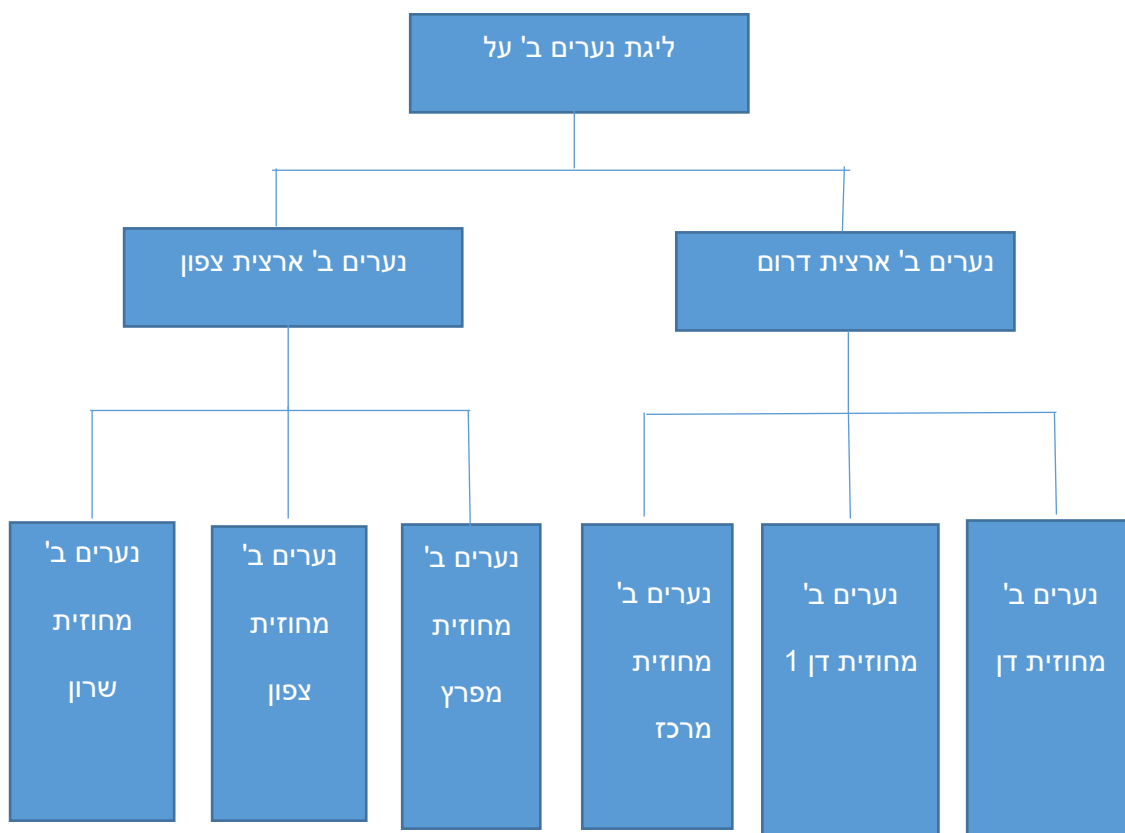 ליגת נערים ב' על
נערים ב' ארצית דרום
נערים ב' ארצית צפון
נערים ב'
מחוזית דן
נערים ב'
מחוזית דן 1
נערים ב'
מחוזית
מרכז
נערים ב'
מחוזית
מפרץ
נערים ב'
מחוזית
צפון
נערים ב'
מחוזית
שרון